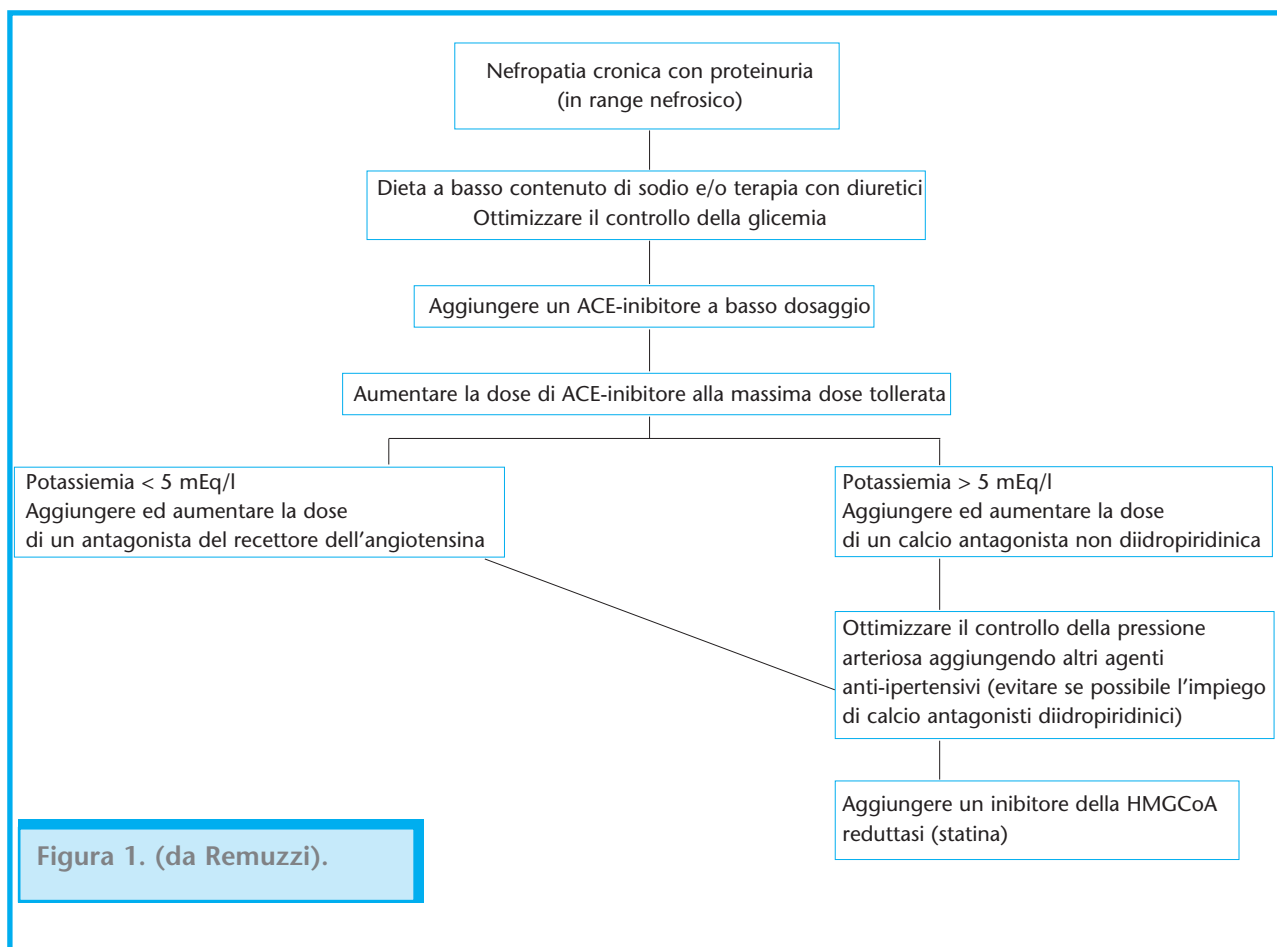 Nefropatia cronica con proteinuria
(in range nefrosico)
Dieta a basso contenuto di sodio e/o terapia con diuretici
Ottimizzare il controllo della glicemia
Aggiungere un ACE-inibitore a basso dosaggio
Aumentare la dose di ACE-inibitore alla massima dose tollerata
Potassiemia < 5 mEq/l
Aggiungere ed aumentare la dose
di un antagonista del recettore dell'angiotensina
Potassiemia > 5 mEq/l
Aggiungere ed aumentare la dose
di un calcio antagonista non diidropiridinica
Ottimizzare il controllo della pressione
arteriosa aggiungendo altri agenti
anti-ipertensivi (evitare se possibile l'impiego
di calcio antagonisti diidropiridinici)
Aggiungere un inibitore della HMGCoA
reduttasi (statina)
Figura 1. (da Remuzzi).